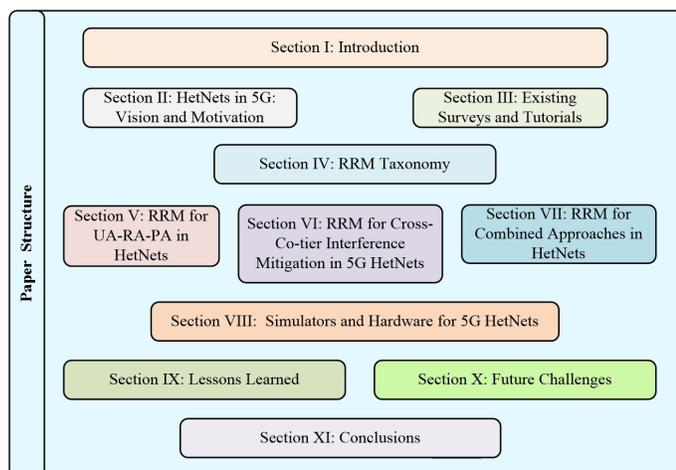 Paper Structure
Section I: Introduction
Section II: HetNets in 5G:
Vision and Motivation
Section III: Existing
Surveys and Tutorials
Section IV: RRM Taxonomy
Section V: RRM for
UA-RA-PA in
HetNets
Section VI: RRM for Cross-
Co-tier Interference
Mitigation in 5G HetNets
Section VII: RRM for
Combined Approaches in
HetNets
Section VIII:  Simulators and Hardware for 5G HetNets
Section IX: Lessons Learned
Section X: Future Challenges
Section XI: Conclusions